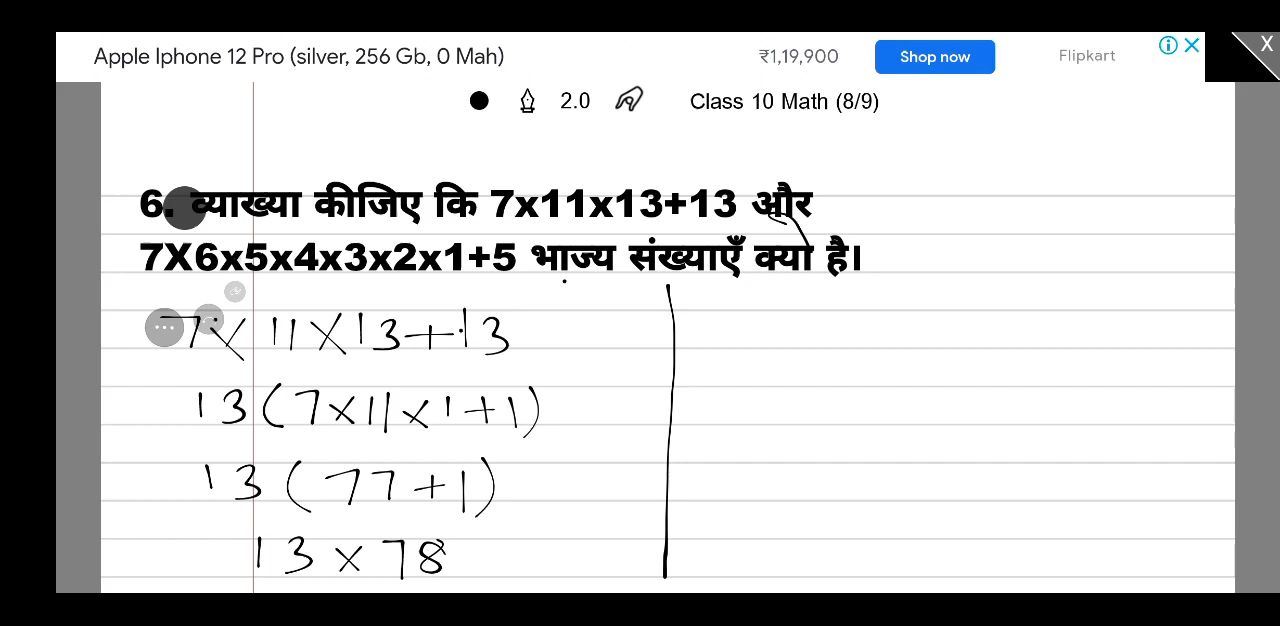 Apple Iphone 12 Pro (silver, 256 Gb, 0 Mah) ₹1,19,900 Shop now Flipkart X
2.0 Class 10 Math (8/9)
6. व्याख्या कीजिए कि 7x11x13+13 और
7X6x5x4x3x2x1+5 भाज्य संख्याएँ क्यो है।
7 × 11 × 13 + 13
13 ( 7 × 11 × 1 + 1 )
13 ( 77 + 1 )
13 × 78